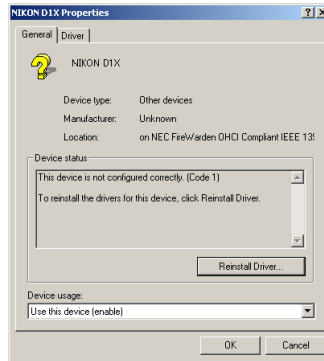 NIKON D1X Properties
General
Driver
NIKON D1X
Device type: Other devices
Manufacturer: Unknown
Location: on NEC FireWarden OHCI Compliant IEEE 139
Device status
This device is not configured correctly. (Code 1)
To reinstall the drivers for this device, click Reinstall Driver.
Reinstall Driver...
Device usage:
Use this device (enable)
OK
Cancel